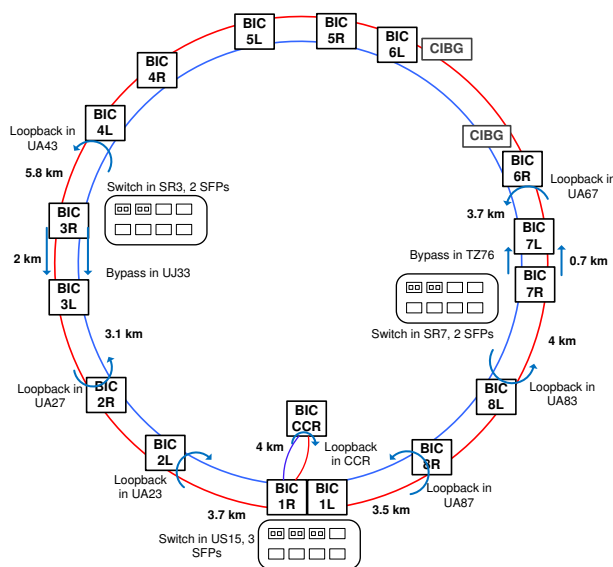 BIC
5L
BIC
5R
BIC
6L
CIBG
BIC
4R
BIC
4L
Loopback in
UA43
CIBG
BIC
6R
5.8 km
Loopback in
UA67
Switch in SR3, 2 SFPs
3.7 km
BIC
3R
BIC
7L
2 km
Bypass in UJ33
Bypass in TZ76
0.7 km
BIC
3L
BIC
7R
3.1 km
Switch in SR7, 2 SFPs
4 km
Loopback in
UA27
BIC
2R
BIC
8L
Loopback in
UA83
BIC
CCR
BIC
2L
4 km
Loopback
in CCR
BIC
8R
Loopback
in UA23
Loopback in
UA87
BIC
1R
BIC
1L
3.7 km
3.5 km
Switch in US15, 3
SFPs